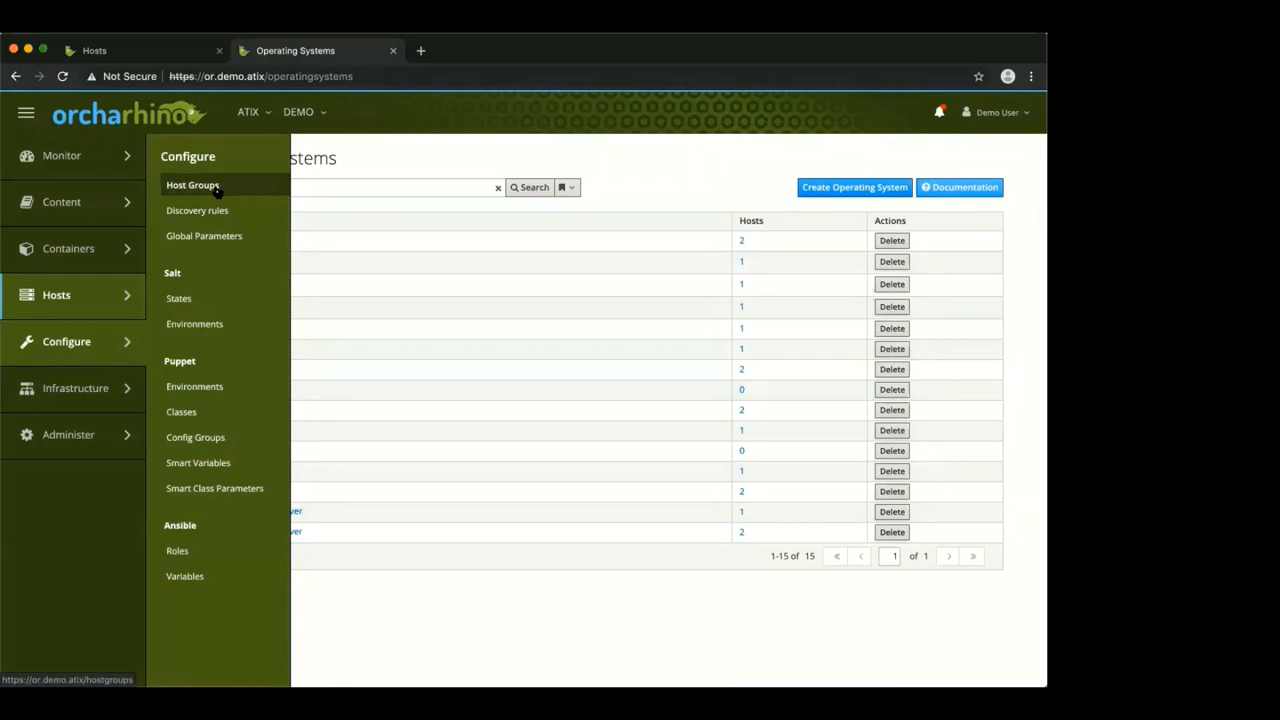 Hosts
Operating Systems
Not Secure
https://or.demo.atix/operatingsystems
orcharhino
ATIX
DEMO
Demo User
Monitor
Content
Containers
Hosts
Configure
Infrastructure
Administer
Configure
Host Groups
Discovery rules
Global Parameters
Salt
States
Environments
Puppet
Environments
Classes
Config Groups
Smart Variables
Smart Class Parameters
Ansible
Roles
Variables
stems
Search
Create Operating System
Documentation
Hosts Actions
2 Delete
1 Delete
1 Delete
1 Delete
1 Delete
1 Delete
2 Delete
0 Delete
2 Delete
1 Delete
0 Delete
1 Delete
2 Delete
ver 1 Delete
ver 2 Delete
1-15 of 15 « ‹ 1 of 1 › »
https://or.demo.atix/hostgroups